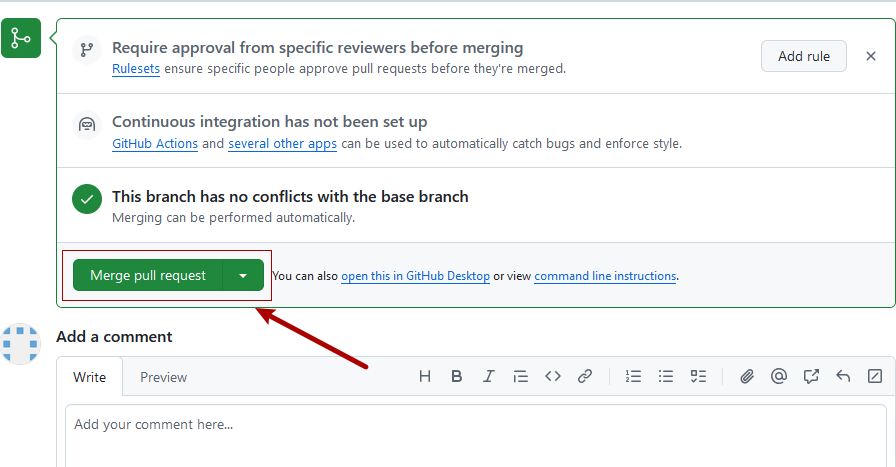 Require approval from specific reviewers before merging
Rulesets ensure specific people approve pull requests before they're merged.
Add rule
Continuous integration has not been set up
GitHub Actions and several other apps can be used to automatically catch bugs and enforce style.
This branch has no conflicts with the base branch
Merging can be performed automatically.
Merge pull request
You can also open this in GitHub Desktop or view command line instructions.
Add a comment
Write Preview
Add your comment here...